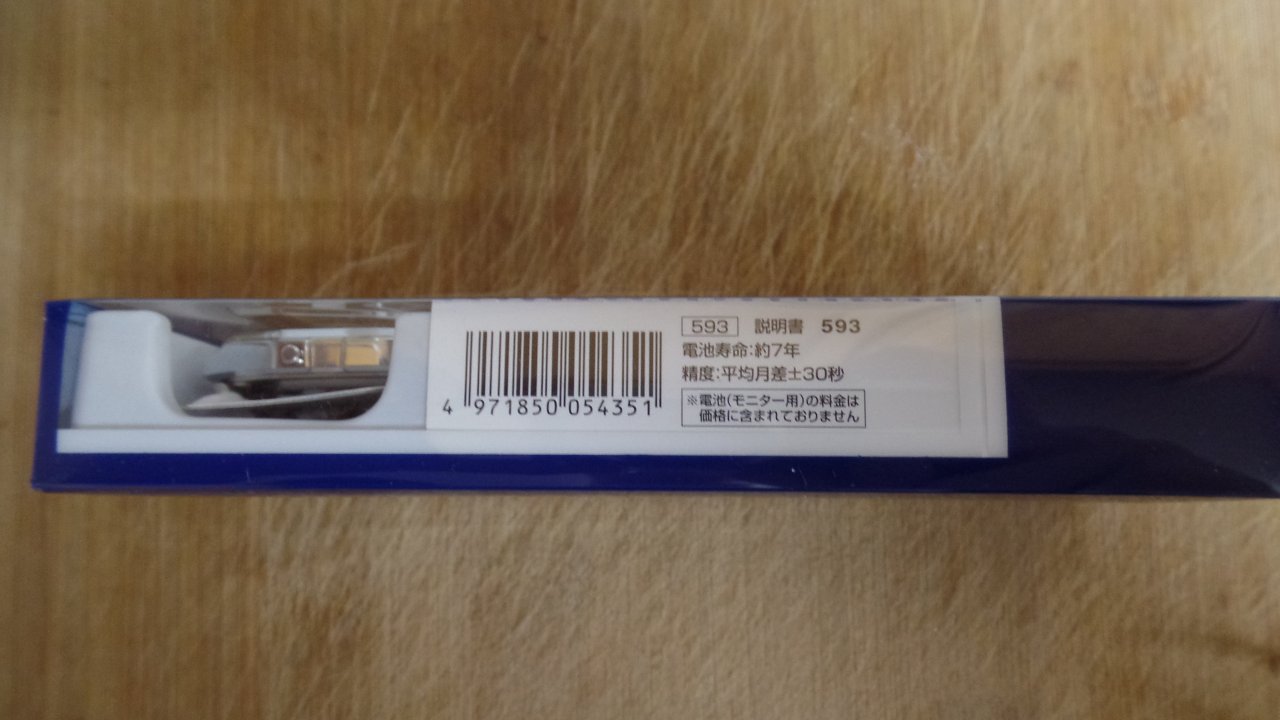 4 971850 054351
593 説明書 593
電池寿命:約7年
精度:平均月差±30秒
※電池(モニター用)の料金は
価格に含まれておりません